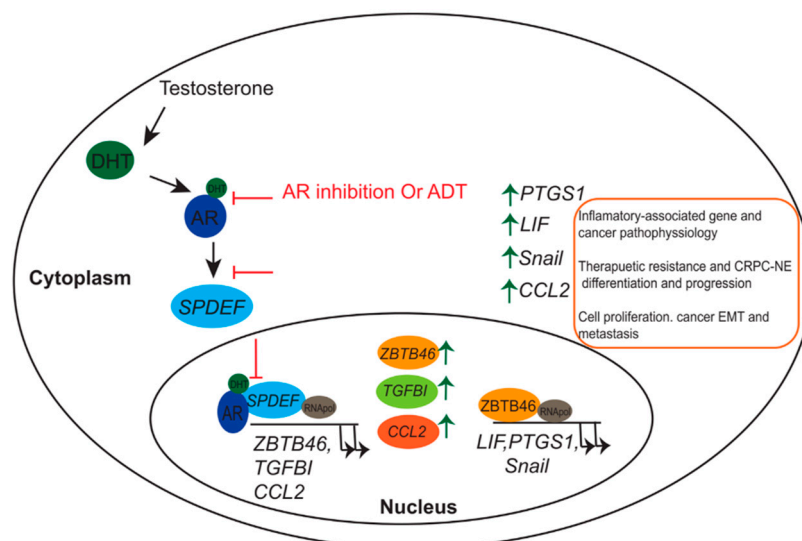 Testosterone
DHT
DHT
AR
AR inhibition Or ADT
Cytoplasm
SPDEF
PTGS1
LIF
Snail
CCL2
Inflamatory-associated gene and
cancer pathophyssiology
Therapuetic resistance and CRPC-NE
differentiation and progression
Cell proliferation. cancer EMT and
metastasis
DHT
AR
SPDEF
RNApol
ZBTB46,
TGFBI
CCL2
ZBTB46
TGFBI
CCL2
ZBTB46
RNApol
LIF,PTGS1,
Snail
Nucleus